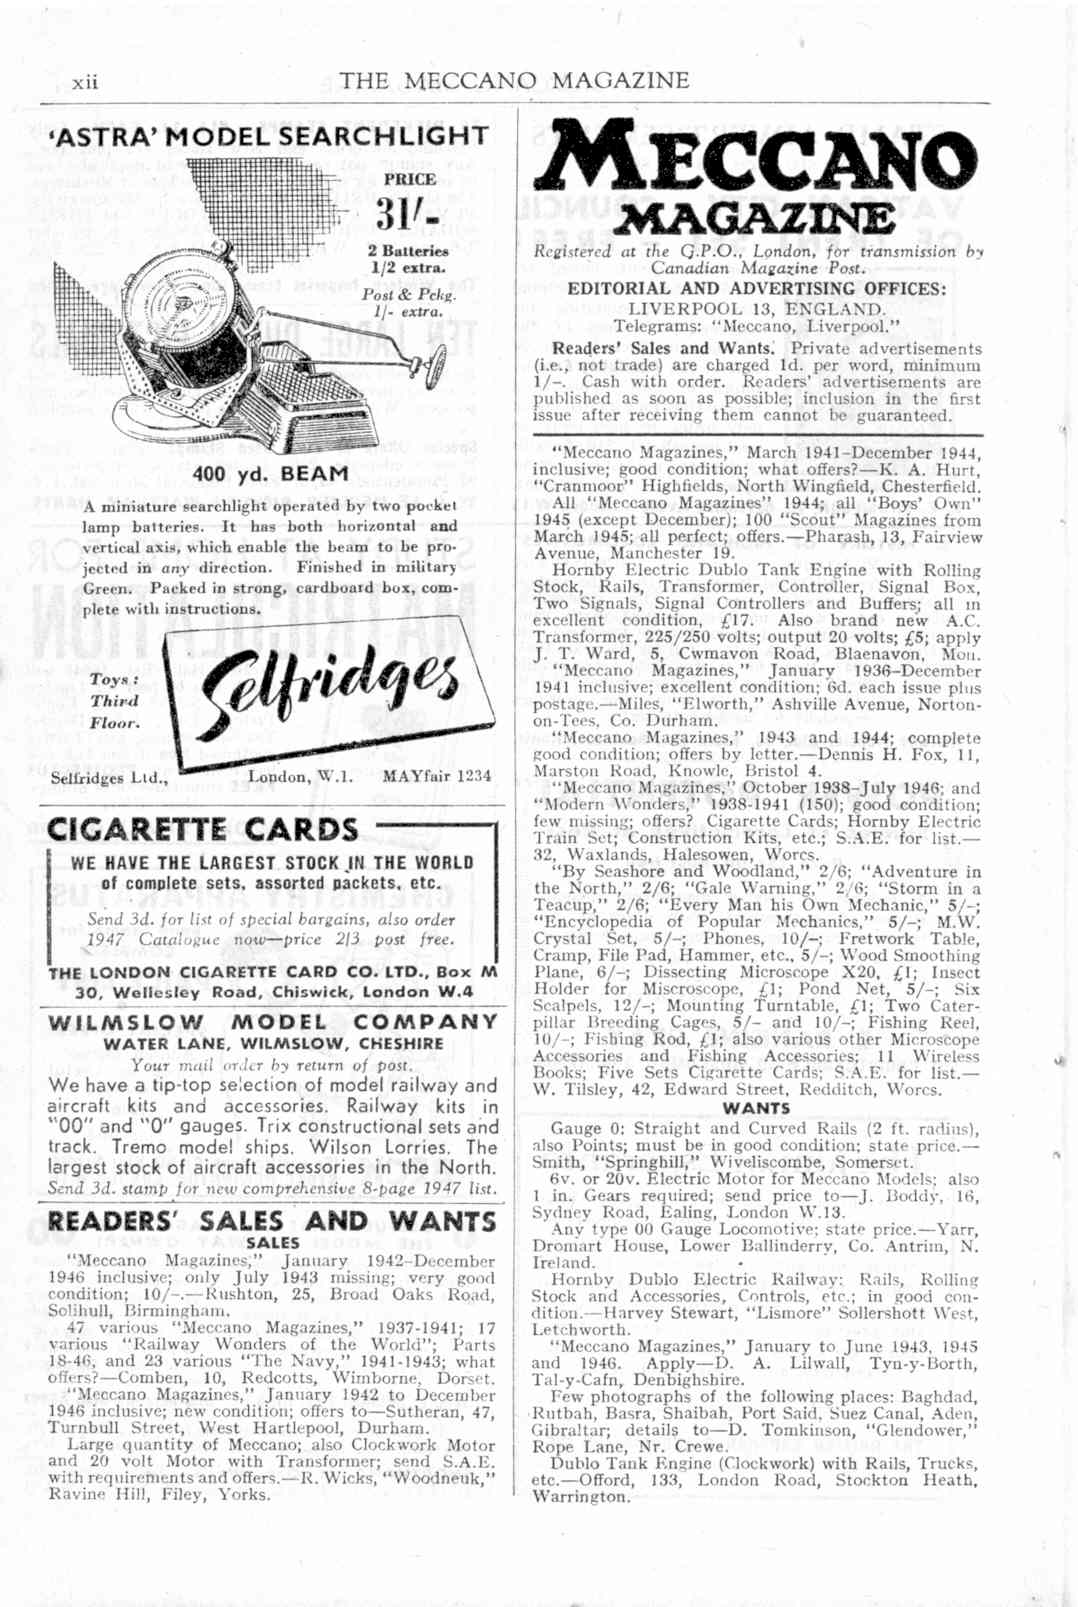 xii
THE MECCANO MAGAZINE
'ASTRA' MODEL SEARCHLIGHT
PRICE
31/-
2 Batteries
1/2 extra.
Post & Pckg.
1/- extra.
400 yd. BEAM
A miniature searchlight operated by two pocket
lamp batteries. It has both horizontal and
vertical axis, which enable the beam to be pro-
jected in any direction. Finished in military
Green. Packed in strong, cardboard box, com-
plete with instructions.
Toys :
Third
Floor.
Selfridges
Selfridges Ltd., London, W.1. MAYfair 1234
CIGARETTE CARDS
WE HAVE THE LARGEST STOCK IN THE WORLD
of complete sets, assorted packets, etc.
Send 3d. for list of special bargains, also order
1947 Catalogue now—price 2/3 post free.
THE LONDON CIGARETTE CARD CO. LTD., Box M
30, Wellesley Road, Chiswick, London W.4
WILMSLOW MODEL COMPANY
WATER LANE, WILMSLOW, CHESHIRE
Your mail order by return of post.
We have a tip-top selection of model railway and
aircraft kits and accessories. Railway kits in
"00" and "0" gauges. Trix constructional sets and
track. Tremo model ships. Wilson Lorries. The
largest stock of aircraft accessories in the North.
Send 3d. stamp for new comprehensive 8-page 1947 list.
READERS' SALES AND WANTS
SALES
"Meccano Magazines," January 1942–December
1946 inclusive; only July 1943 missing; very good
condition; 10/-.—Rushton, 25, Broad Oaks Road,
Solihull, Birmingham.
47 various "Meccano Magazines," 1937-1941; 17
various "Railway Wonders of the World"; Parts
18-46, and 23 various "The Navy," 1941-1943; what
offers?—Comben, 10, Redcotts, Wimborne, Dorset.
"Meccano Magazines," January 1942 to December
1946 inclusive; new condition; offers to—Sutheran, 47,
Turnbull Street, West Hartlepool, Durham.
Large quantity of Meccano; also Clockwork Motor
and 20 volt Motor with Transformer; send S.A.E.
with requirements and offers.—R. Wicks, "Woodneuk,"
Ravine Hill, Filey, Yorks.
MECCANO
MAGAZINE
Registered at the G.P.O., London, for transmission by
Canadian Magazine Post.
EDITORIAL AND ADVERTISING OFFICES:
LIVERPOOL 13, ENGLAND.
Telegrams: "Meccano, Liverpool."
Readers' Sales and Wants. Private advertisements
(i.e., not trade) are charged 1d. per word, minimum
1/-. Cash with order. Readers' advertisements are
published as soon as possible; inclusion in the first
issue after receiving them cannot be guaranteed.
"Meccano Magazines," March 1941–December 1944,
inclusive; good condition; what offers?—K. A. Hurt,
"Cranmoor" Highfields, North Wingfield, Chesterfield.
All "Meccano Magazines" 1944; all "Boys' Own"
1945 (except December); 100 "Scout" Magazines from
March 1945; all perfect; offers.—Pharash, 13, Fairview
Avenue, Manchester 19.
Hornby Electric Dublo Tank Engine with Rolling
Stock, Rails, Transformer, Controller, Signal Box,
Two Signals, Signal Controllers and Buffers; all in
excellent condition, £17. Also brand new A.C.
Transformer, 225/250 volts; output 20 volts; £5; apply
J. T. Ward, 5, Cwmavon Road, Blaenavon, Mon.
"Meccano Magazines," January 1936–December
1941 inclusive; excellent condition; 6d. each issue plus
postage.—Miles, "Elworth," Ashville Avenue, Norton-
on-Tees, Co. Durham.
"Meccano Magazines," 1943 and 1944; complete
good condition; offers by letter.—Dennis H. Fox, 11,
Marston Road, Knowle, Bristol 4.
"Meccano Magazines," October 1938–July 1946; and
"Modern Wonders," 1938-1941 (150); good condition;
few missing; offers? Cigarette Cards; Hornby Electric
Train Set; Construction Kits, etc.; S.A.E. for list.—
32, Waxlands, Halesowen, Worcs.
"By Seashore and Woodland," 2/6; "Adventure in
the North," 2/6; "Gale Warning," 2/6; "Storm in a
Teacup," 2/6; "Every Man his Own Mechanic," 5/-;
"Encyclopedia of Popular Mechanics," 5/-; M.W.
Crystal Set, 5/-; Phones, 10/-; Fretwork Table,
Cramp, File Pad, Hammer, etc., 5/-; Wood Smoothing
Plane, 6/-; Dissecting Microscope X20, £1; Insect
Holder for Miscroscope, £1; Pond Net, 5/-; Six
Scalpels, 12/-; Mounting Turntable, £1; Two Cater-
pillar Breeding Cages, 5/- and 10/-; Fishing Reel,
10/-; Fishing Rod, £1; also various other Microscope
Accessories and Fishing Accessories; 11 Wireless
Books; Five Sets Cigarette Cards; S.A.E. for list.—
W. Tilsley, 42, Edward Street, Redditch, Worcs.
WANTS
Gauge 0; Straight and Curved Rails (2 ft. radius),
also Points; must be in good condition; state price.—
Smith, "Springhill," Wiveliscombe, Somerset.
6v. or 20v. Electric Motor for Meccano Models; also
1 in. Gears required; send price to—J. Boddy, 16,
Sydney Road, Ealing, London W.13.
Any type 00 Gauge Locomotive; state price.—Yarr,
Dromart House, Lower Ballinderry, Co. Antrim, N.
Ireland.
Hornby Dublo Electric Railway: Rails, Rolling
Stock and Accessories, Controls, etc.; in good con-
dition.—Harvey Stewart, "Lismore" Sollershott West,
Letchworth.
"Meccano Magazines," January to June 1943, 1945
and 1946. Apply—D. A. Lilwall, Tyn-y-Borth,
Tal-y-Cafn, Denbighshire.
Few photographs of the following places: Baghdad,
Rutbah, Basra, Shaibah, Port Said, Suez Canal, Aden,
Gibraltar; details to—D. Tomkinson, "Glendower,"
Rope Lane, Nr. Crewe.
Dublo Tank Engine (Clockwork) with Rails, Trucks,
etc.—Offord, 133, London Road, Stockton Heath,
Warrington.